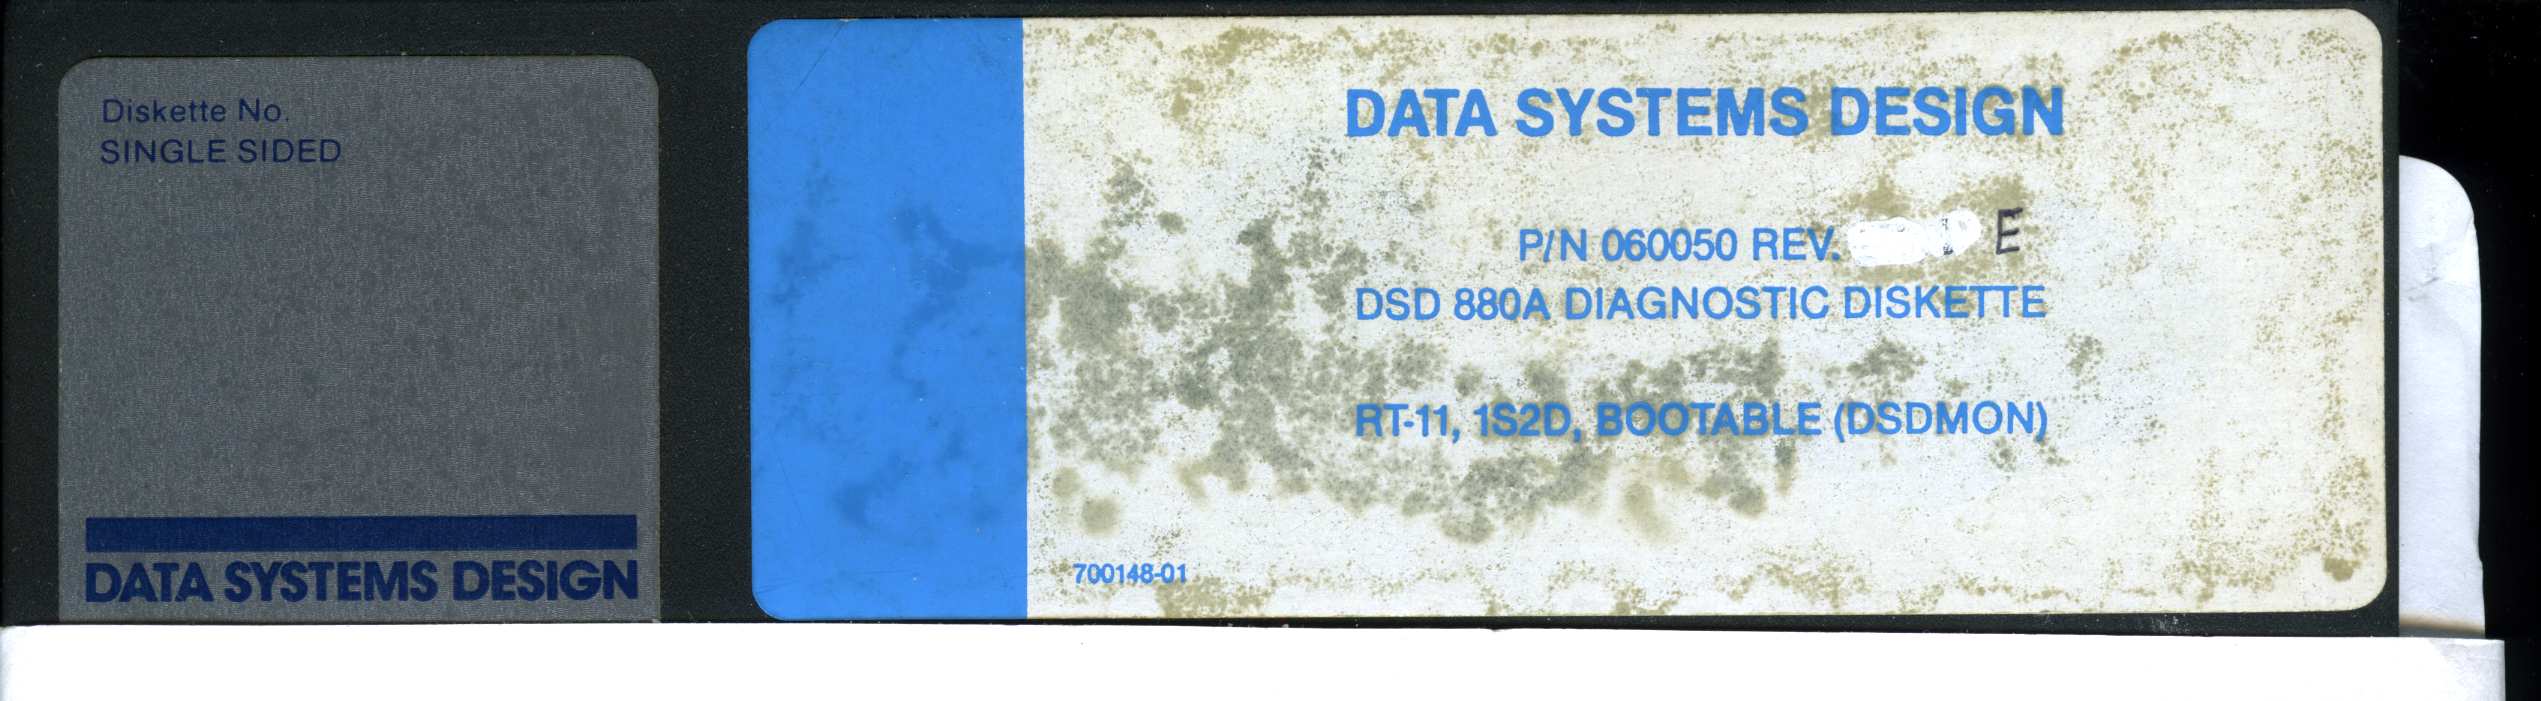 Diskette No.
SINGLE SIDED
DATA SYSTEMS DESIGN
DATA SYSTEMS DESIGN
P/N 060050 REV. E
DSD 880A DIAGNOSTIC DISKETTE
RT-11, 1S2D, BOOTABLE (DSDMON)
700148-01